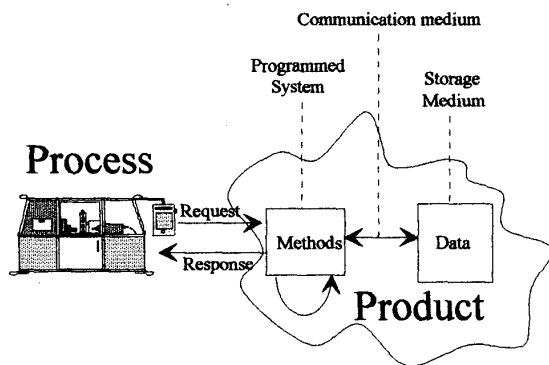 Communication medium
Programmed
System
Storage
Medium
Process
Request
Response
Methods
Data
Product